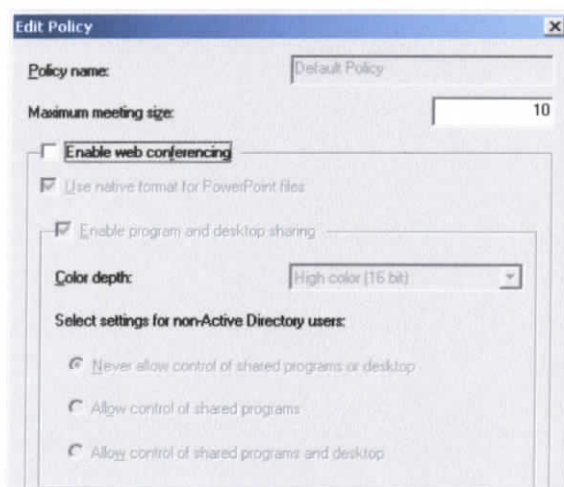 Edit Policy
Policy name: Default Policy
Maximum meeting size: 10
Enable web conferencing
Use native format for PowerPoint files
Enable program and desktop sharing
Color depth: High color (16 bit)
Select settings for non-Active Directory users:
Never allow control of shared programs or desktop
Allow control of shared programs
Allow control of shared programs and desktop